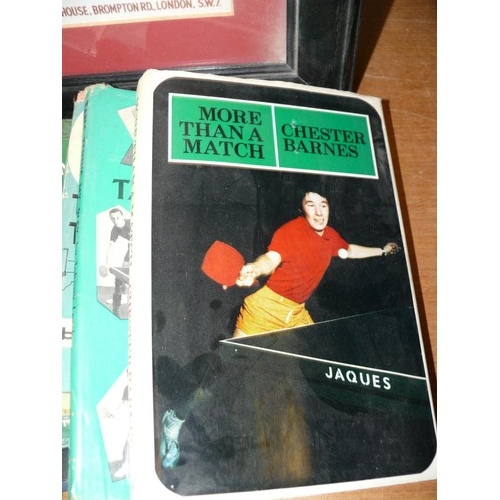 HOUSE, BROMPTON RD., LONDON, S.W.7.
MORE
THAN A
MATCH
CHESTER
BARNES
JAQUES